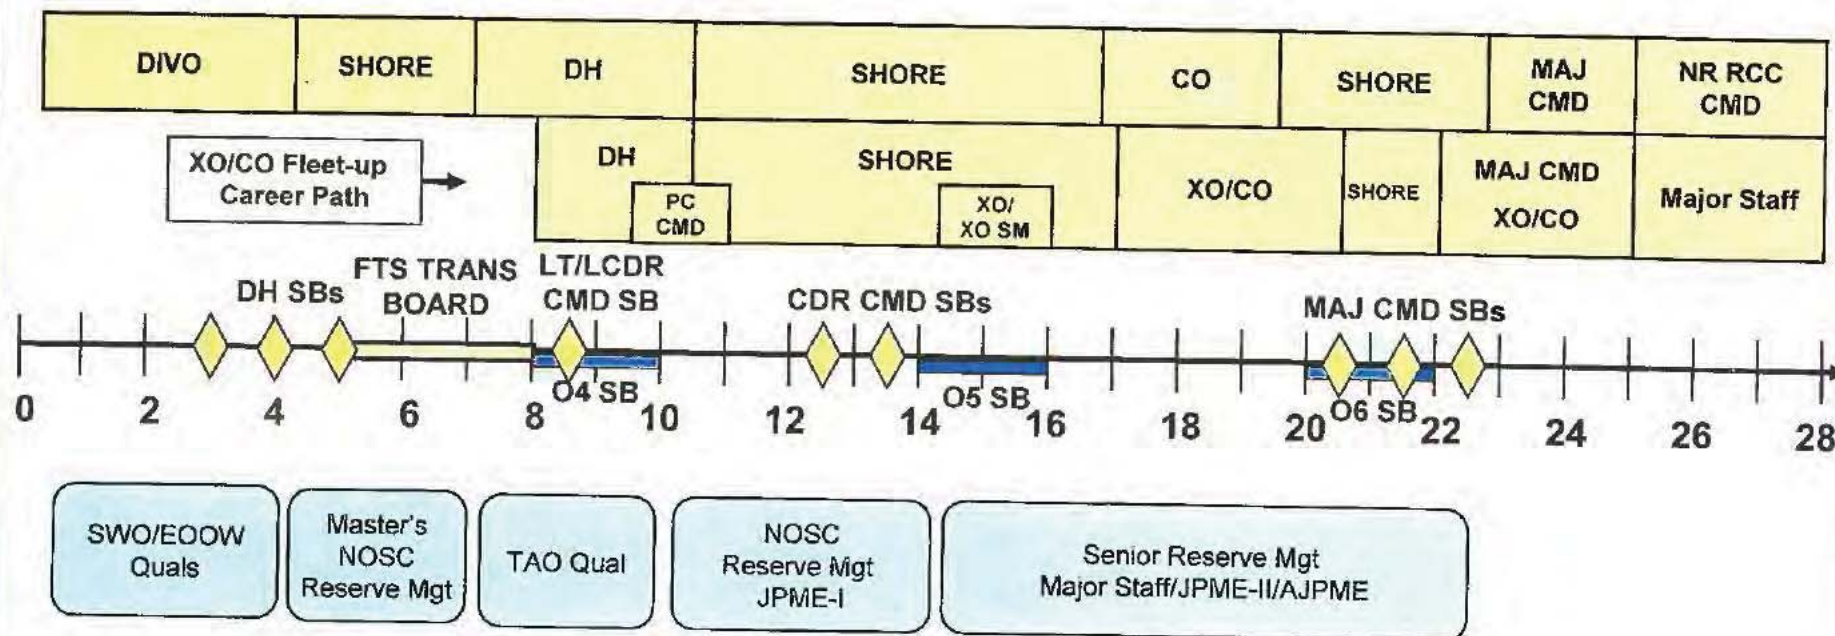 DIVO
SHORE
DH
SHORE
CO
SHORE
MAJ
CMD
NR RCC
CMD
XO/CO Fleet-up
Career Path
DH
PC
CMD
SHORE
XO/
XO SM
XO/CO
SHORE
MAJ CMD
XO/CO
Major Staff
DH SBs
FTS TRANS
BOARD
LT/LCDR
CMD SB
CDR CMD SBs
MAJ CMD SBs
O4 SB
O5 SB
O6 SB
0 2 4 6 8 10 12 14 16 18 20 22 24 26 28
SWO/EOOW
Quals
Master's
NOSC
Reserve Mgt
TAO Qual
NOSC
Reserve Mgt
JPME-I
Senior Reserve Mgt
Major Staff/JPME-II/AJPME